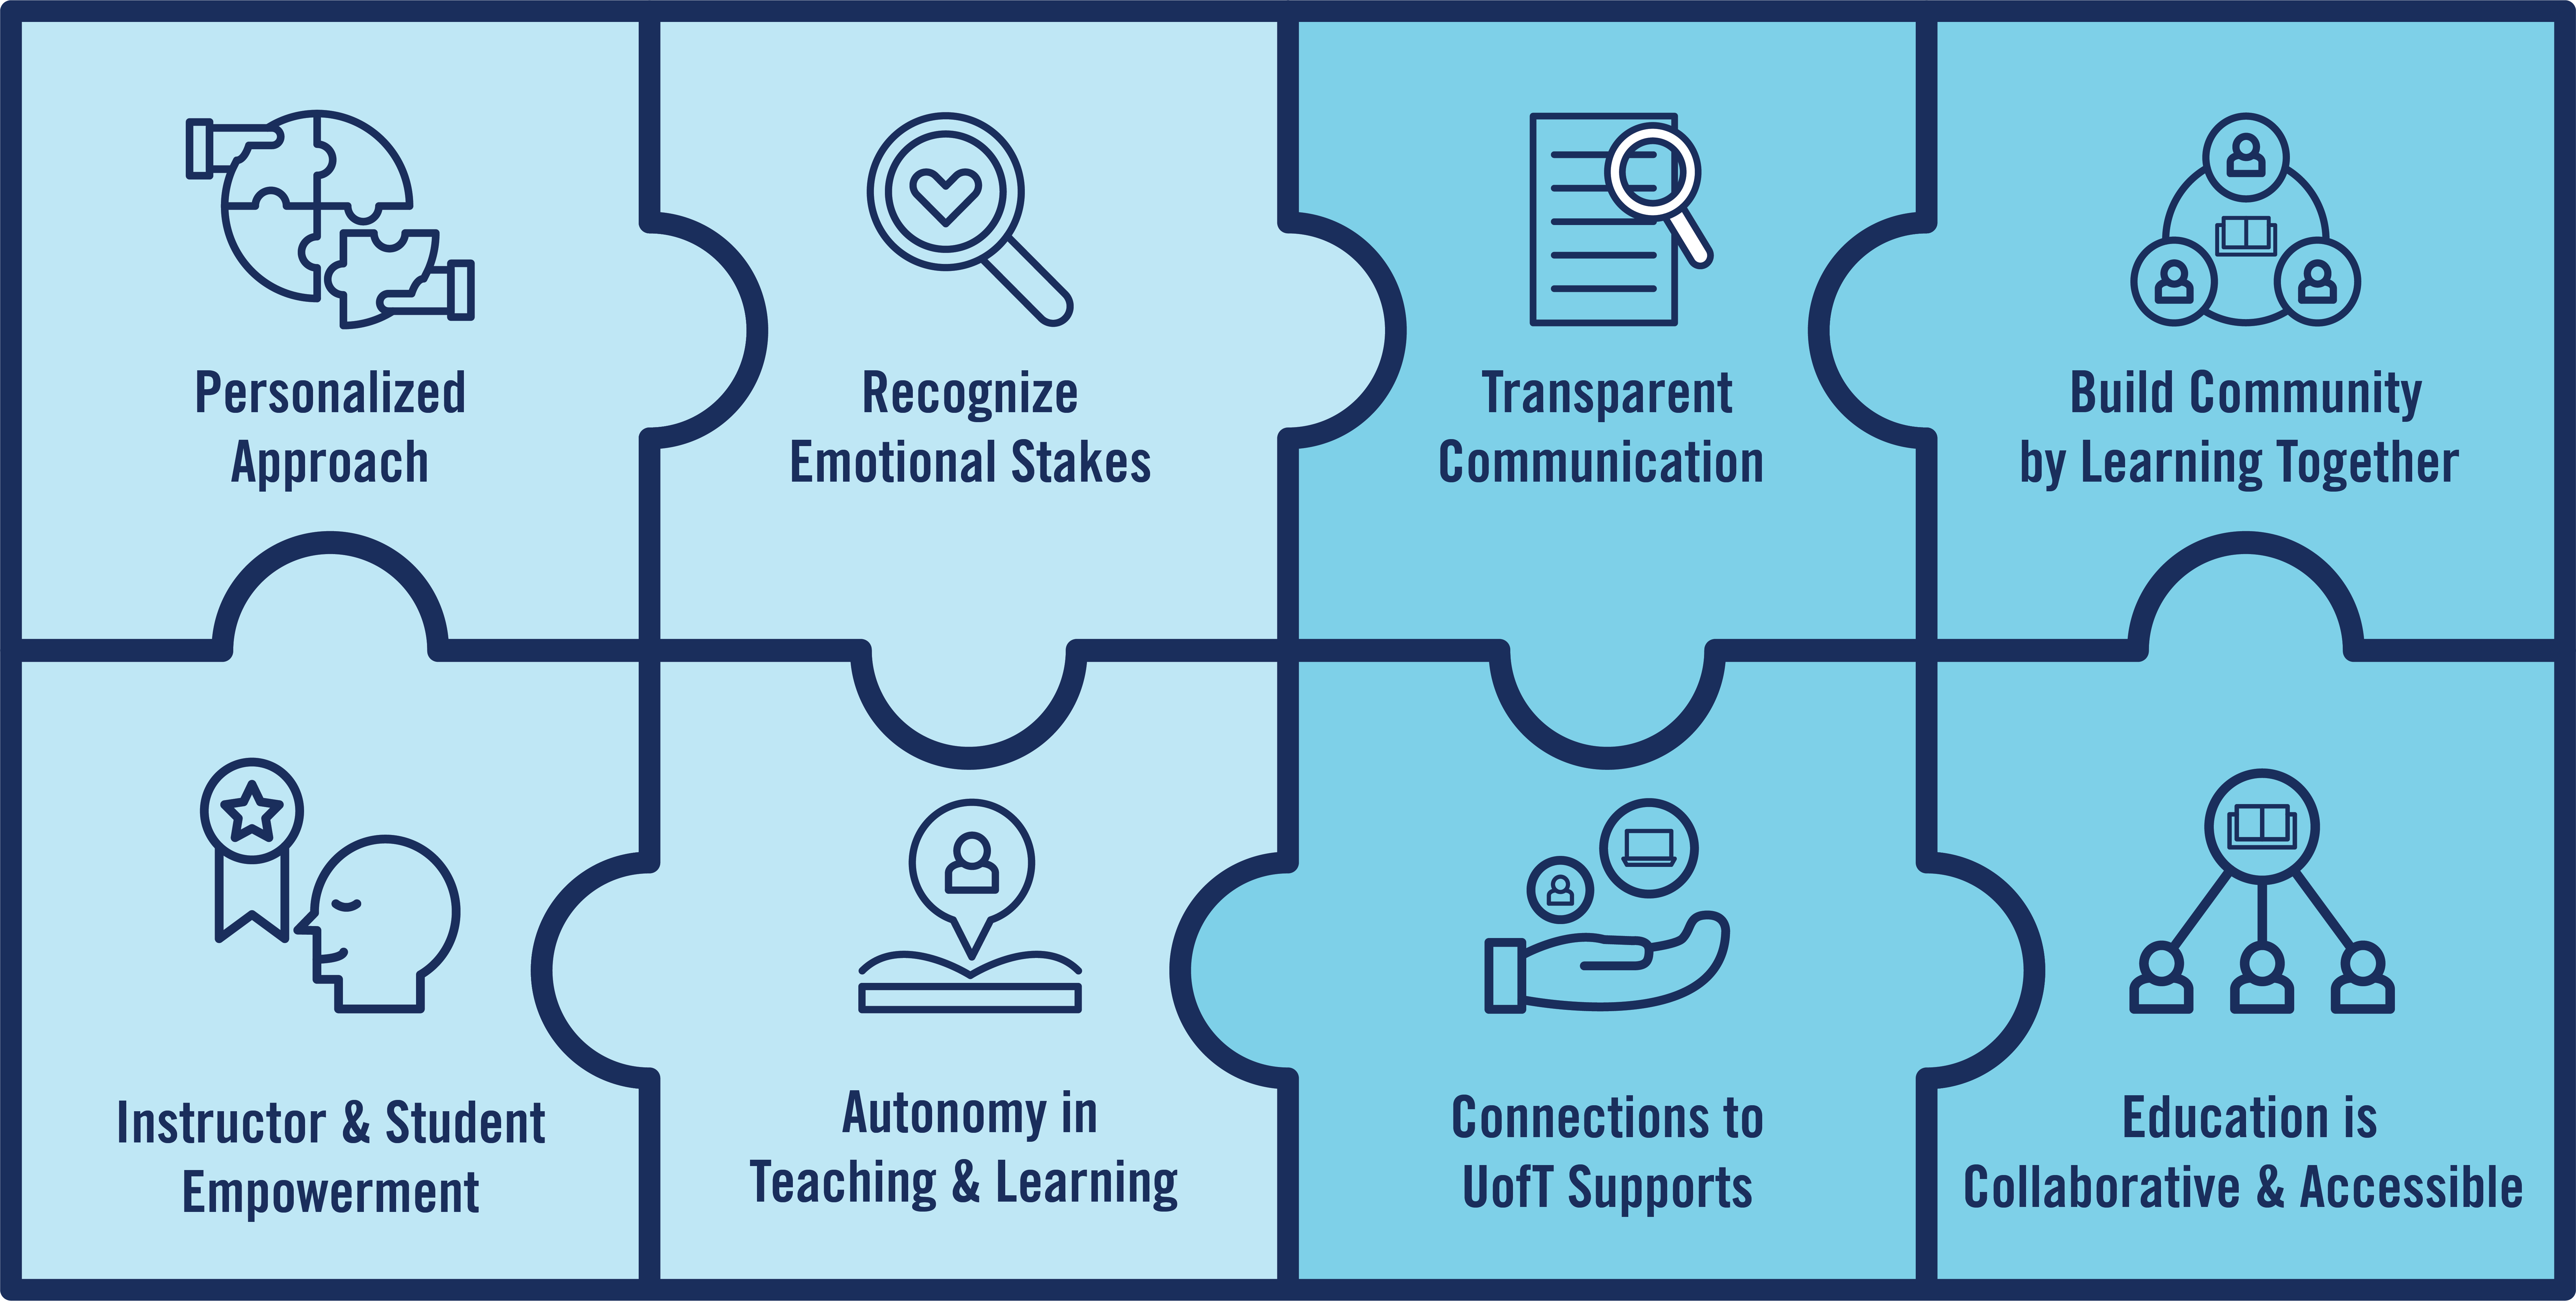 Personalized
Approach
Recognize
Emotional Stakes
Transparent
Communication
Build Community
by Learning Together
Instructor & Student
Empowerment
Autonomy in
Teaching & Learning
Connections to
UofT Supports
Education is
Collaborative & Accessible